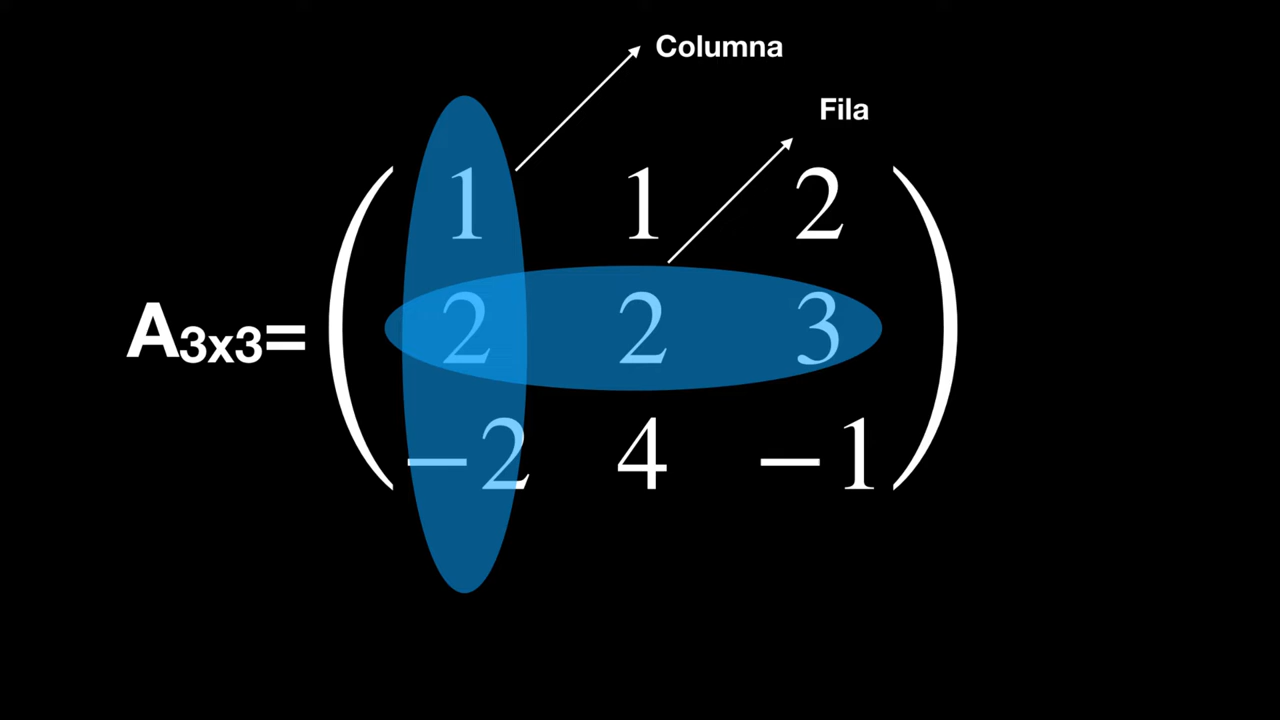 Columna
Fila
1 1 2
A3x3= 2 2 3
−2 4 −1